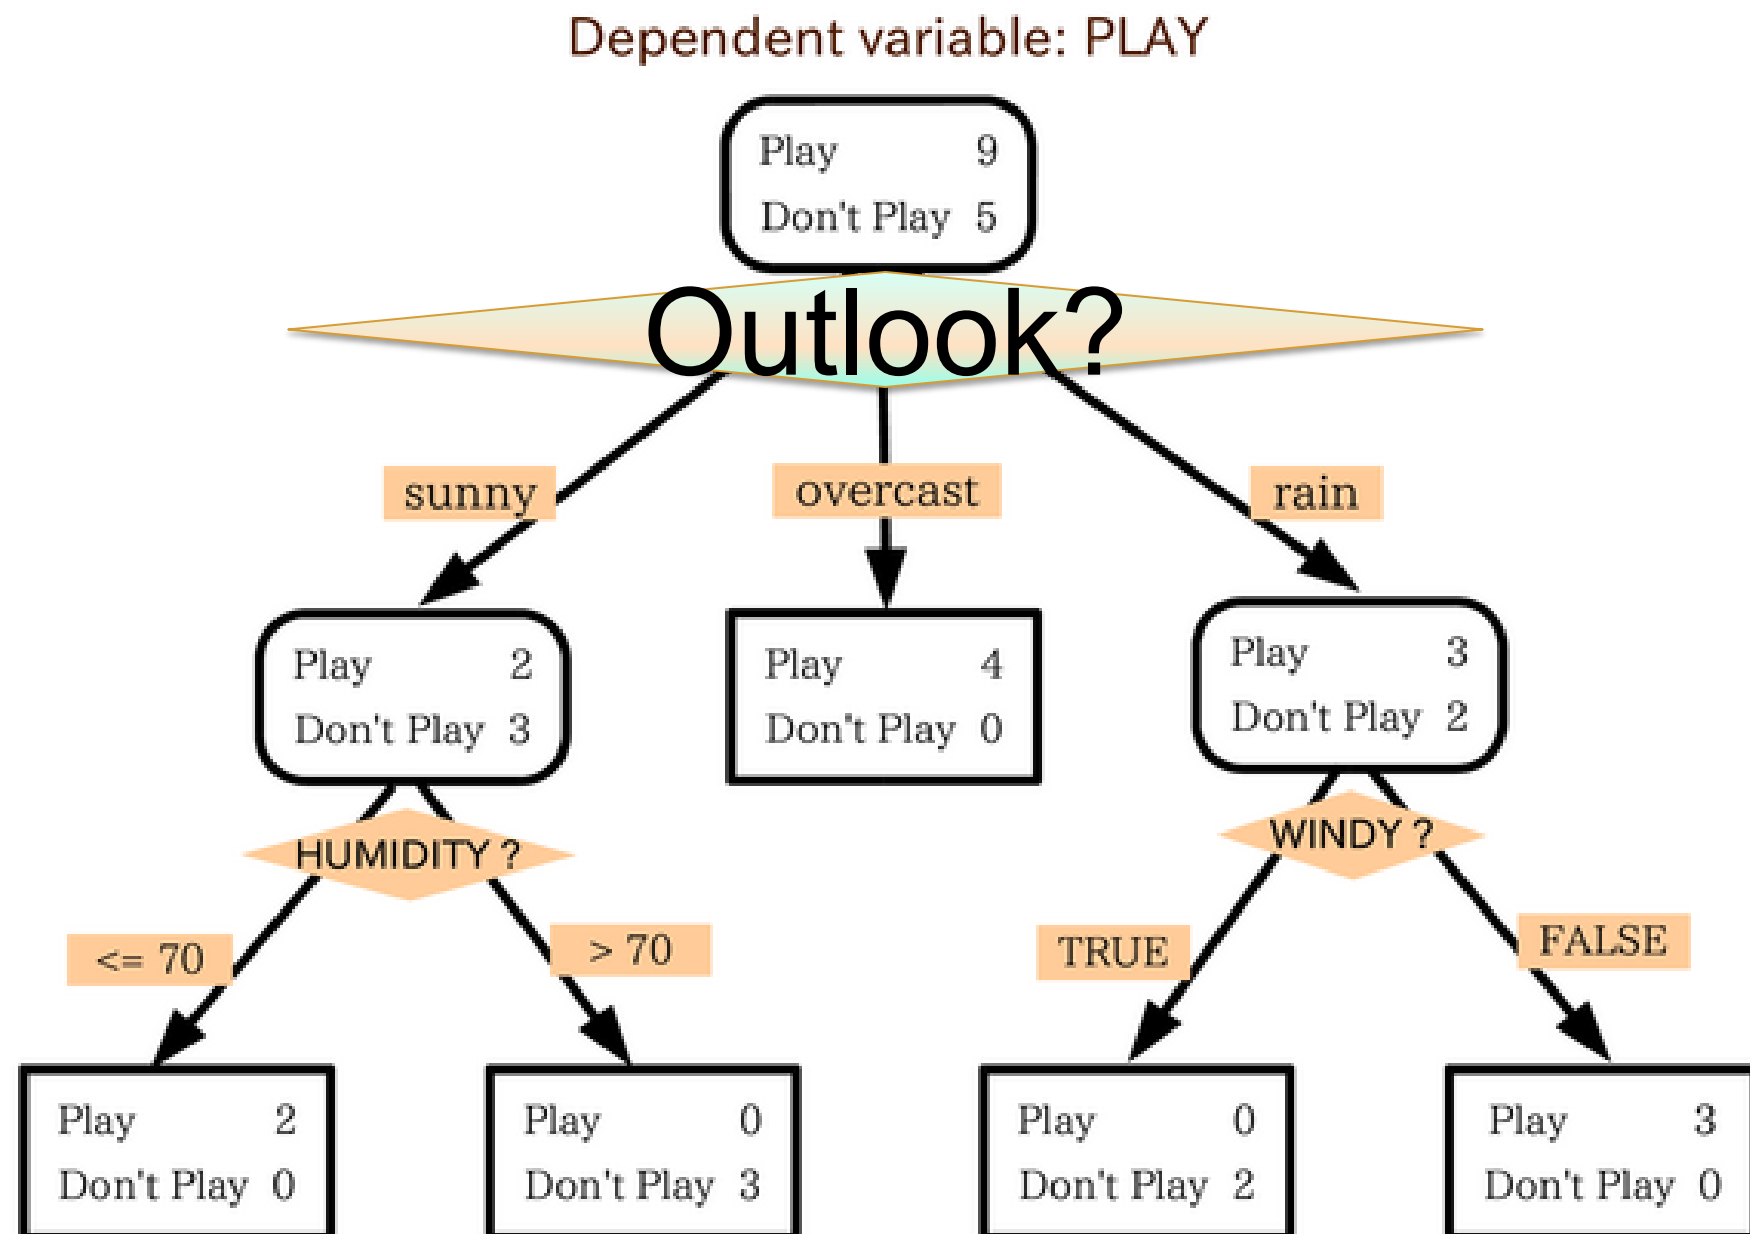 Dependent variable: PLAY
Play 9
Don't Play 5
Outlook?
sunny
overcast
rain
Play 2
Don't Play 3
Play 4
Don't Play 0
Play 3
Don't Play 2
HUMIDITY ?
WINDY ?
<= 70
> 70
TRUE
FALSE
Play 2
Don't Play 0
Play 0
Don't Play 3
Play 0
Don't Play 2
Play 3
Don't Play 0